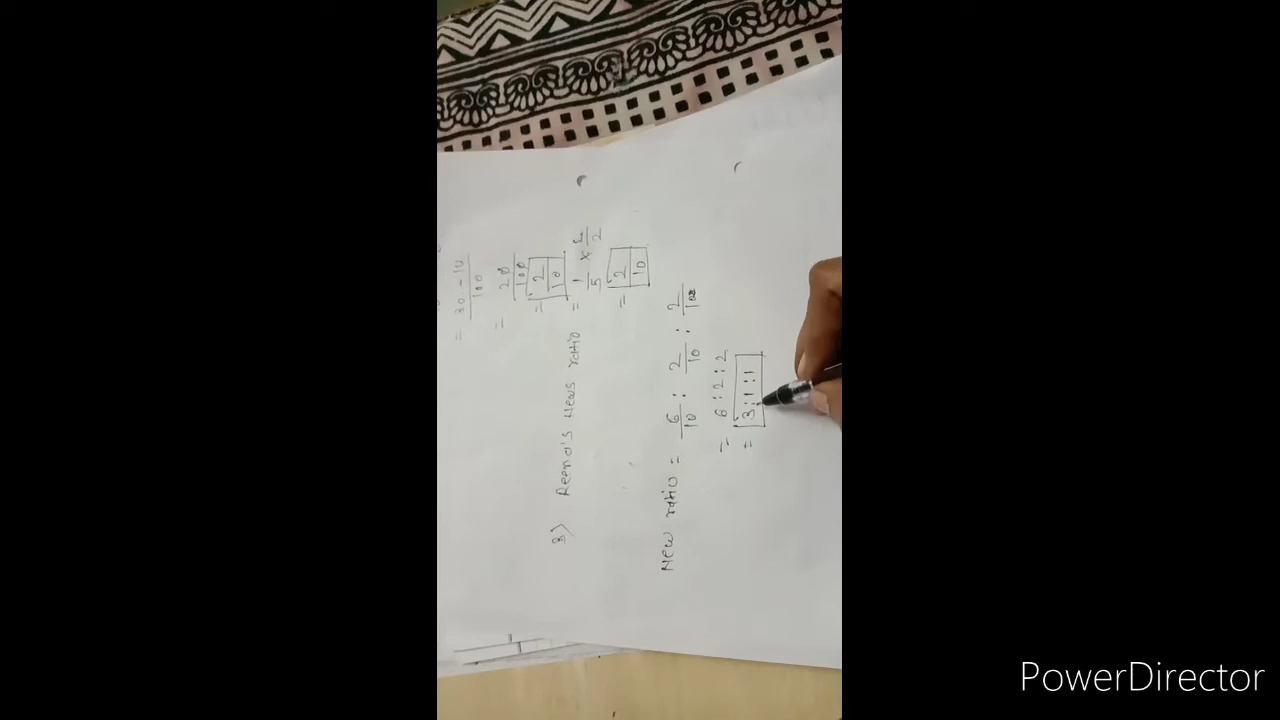 = 30 - 10 / 100
= 20 / 100
= 2 / 10
3) Reena's News ratio = 1/5 × 2/2
= 2 / 10
New ratio = 6/10 : 2/10 : 2/10
= 6 : 2 : 2
= 3 : 1 : 1
PowerDirector